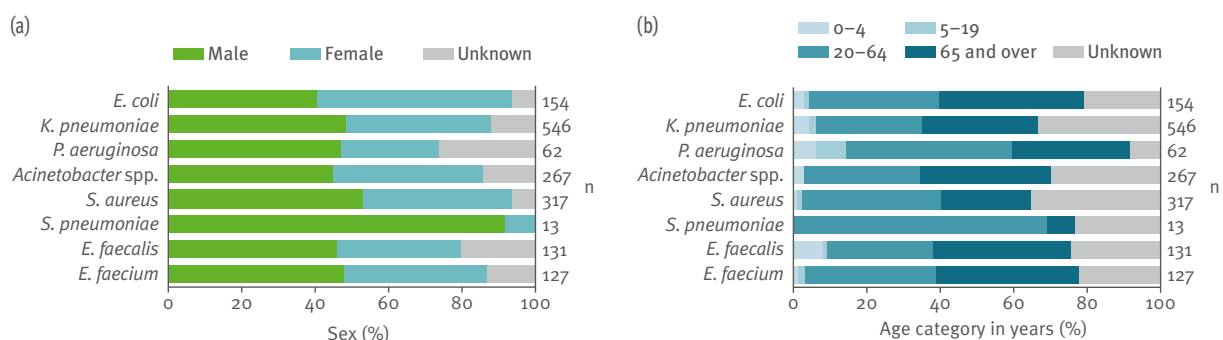 (a)
Male Female Unknown
E. coli 154
K. pneumoniae 546
P. aeruginosa 62
Acinetobacter spp. 267
S. aureus 317
S. pneumoniae 13
E. faecalis 131
E. faecium 127
n
0 20 40 60 80 100
Sex (%)
(b)
0–4 5–19
20–64 65 and over Unknown
E. coli 154
K. pneumoniae 546
P. aeruginosa 62
Acinetobacter spp. 267
S. aureus 317
S. pneumoniae 13
E. faecalis 131
E. faecium 127
n
0 20 40 60 80 100
Age category in years (%)